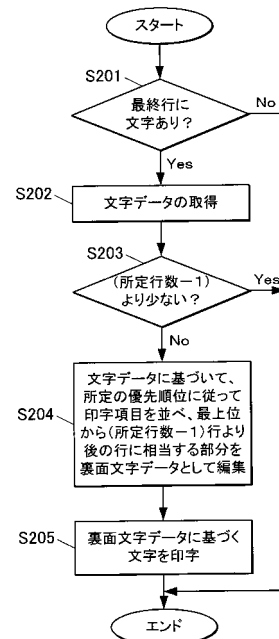 スタート
S201
最終行に
文字あり？
No
Yes
S202
文字データの取得
S203
(所定行数－1)
より少ない？
Yes
No
S204
文字データに基づいて、
所定の優先順位に従って
印字項目を並べ、最上位
から(所定行数－1)行より
後の行に相当する部分を
裏面文字データとして編集
S205
裏面文字データに基づく
文字を印字
エンド